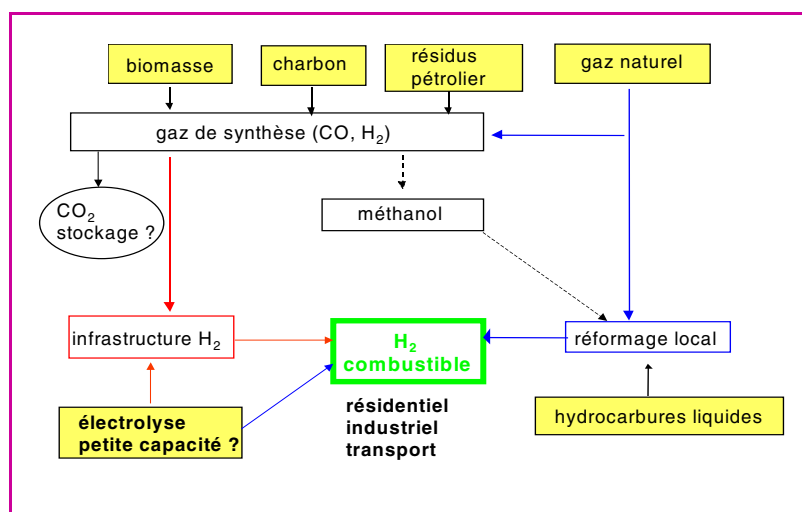 biomasse
charbon
résidus
pétrolier
gaz naturel
gaz de synthèse (CO, H₂)
CO₂
stockage ?
méthanol
infrastructure H₂
H₂
combustible
réformage local
électrolyse
petite capacité ?
résidentiel
industriel
transport
hydrocarbures liquides